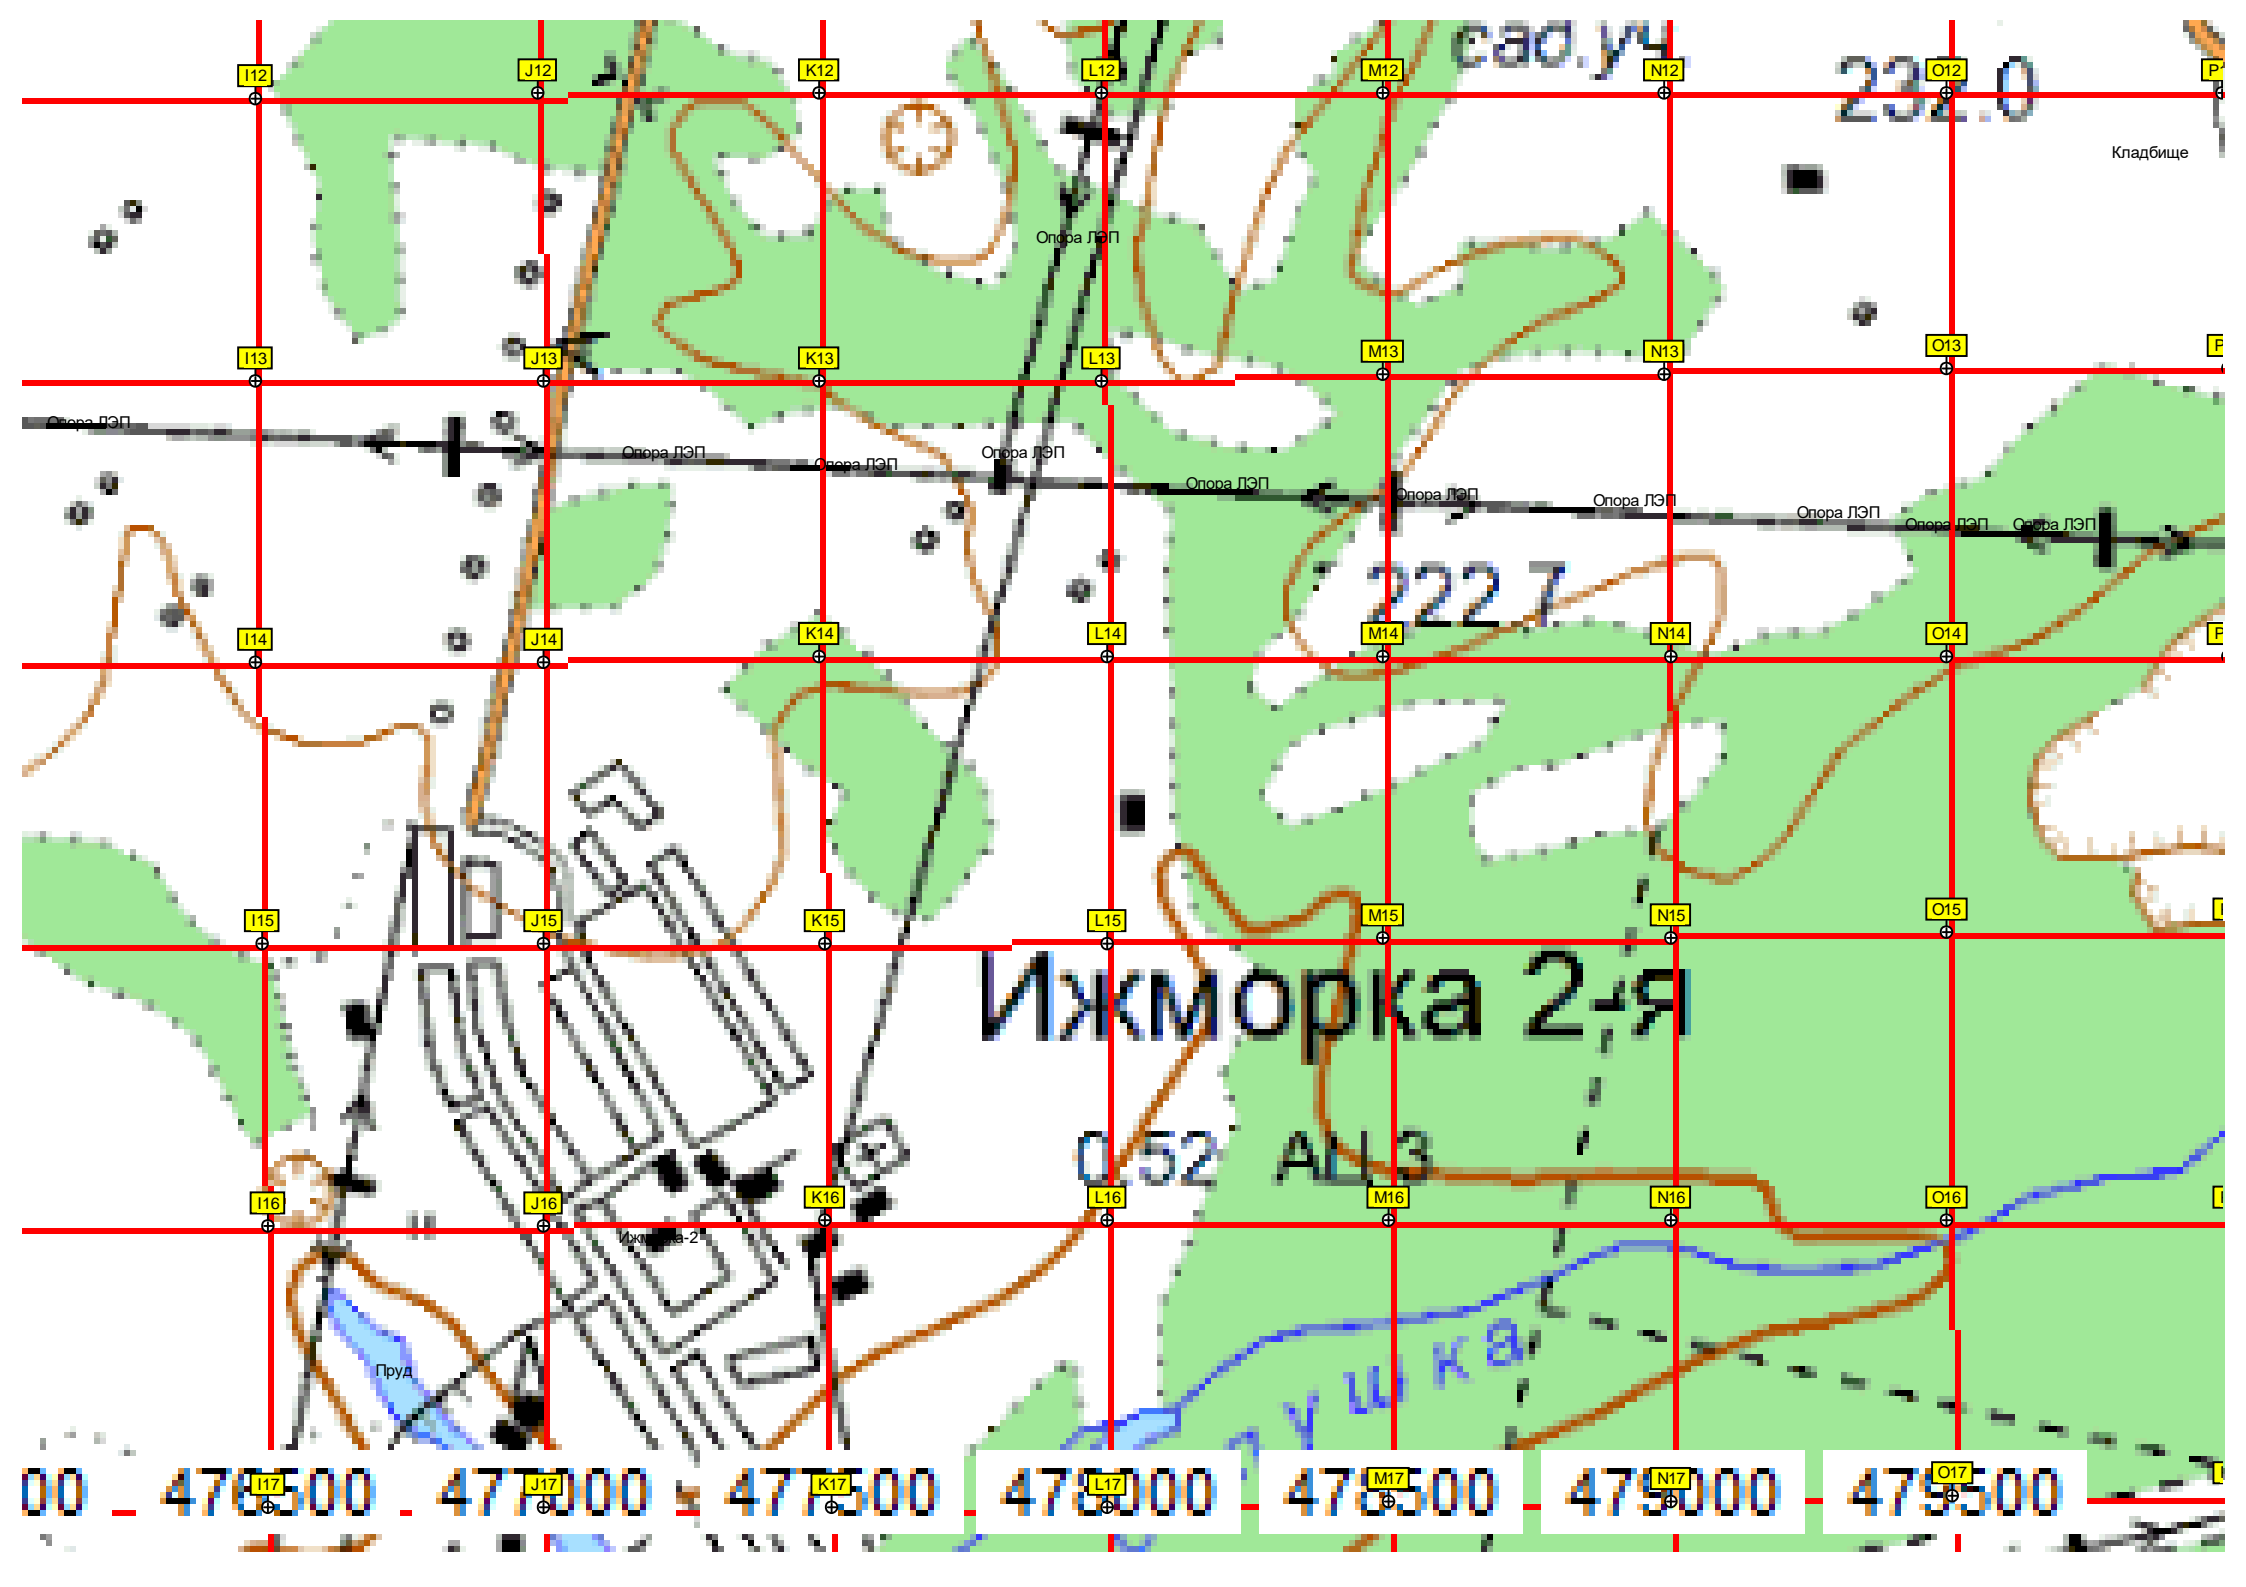 сад.уч.
I12 J12 K12 L12 M12 N12 O12
232.0
Кладбище
Опора ЛЭП
I13 J13 K13 L13 M13 N13 O13
Опора ЛЭП Опора ЛЭП Опора ЛЭП Опора ЛЭП Опора ЛЭП Опора ЛЭП Опора ЛЭП Опора ЛЭП Опора ЛЭП Опора ЛЭП
222.7
I14 J14 K14 L14 M14 N14 O14
I15 J15 K15 L15 M15 N15 O15
Ижморка 2-я
0.52
I16 J16 K16 L16 M16 N16 O16
Ижморка-2
Пруд
ушка
00 476500 477000 477500 478000 478500 479000 479500
I17 J17 K17 L17 M17 N17 O17